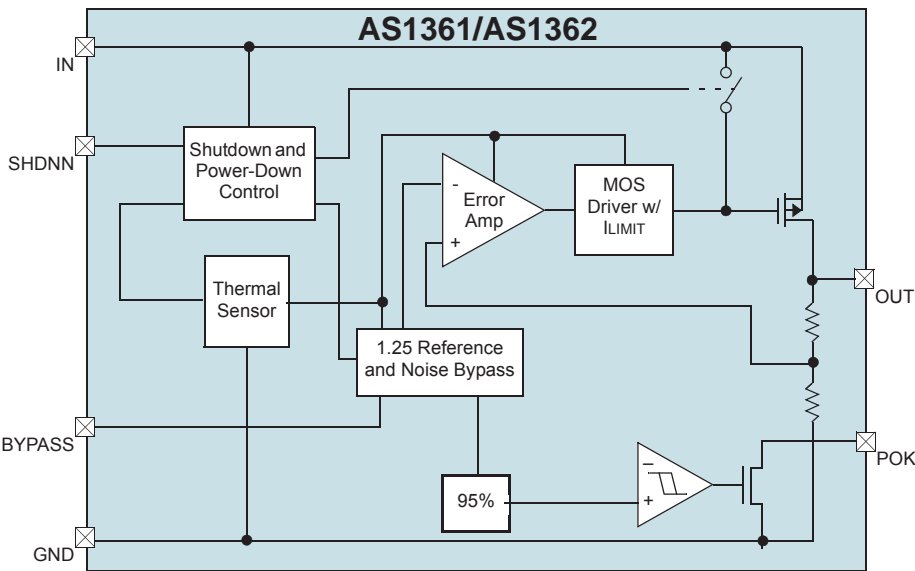 AS1361/AS1362
IN
SHDNN
Shutdown and
Power-Down
Control
-
Error
Amp
+
MOS
Driver w/
ILIMIT
Thermal
Sensor
OUT
1.25 Reference
and Noise Bypass
BYPASS
POK
95%
–
+
GND